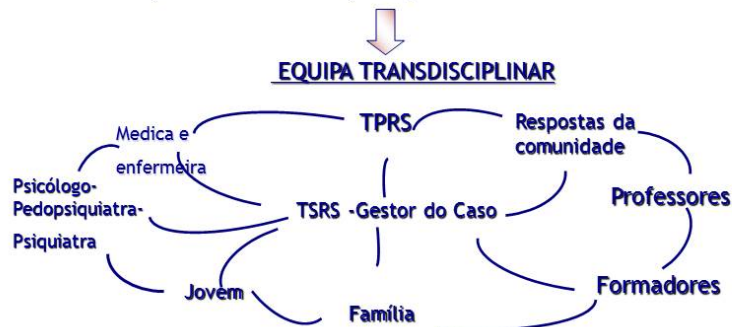 EQUIPA TRANSDISCIPLINAR
TPRS
Medica e
enfermeira
Respostas da
comunidade
Psicólogo-
Pedopsiquiatra-
Psiquiatra
TSRS -Gestor do Caso
Professores
Jovem
Família
Formadores